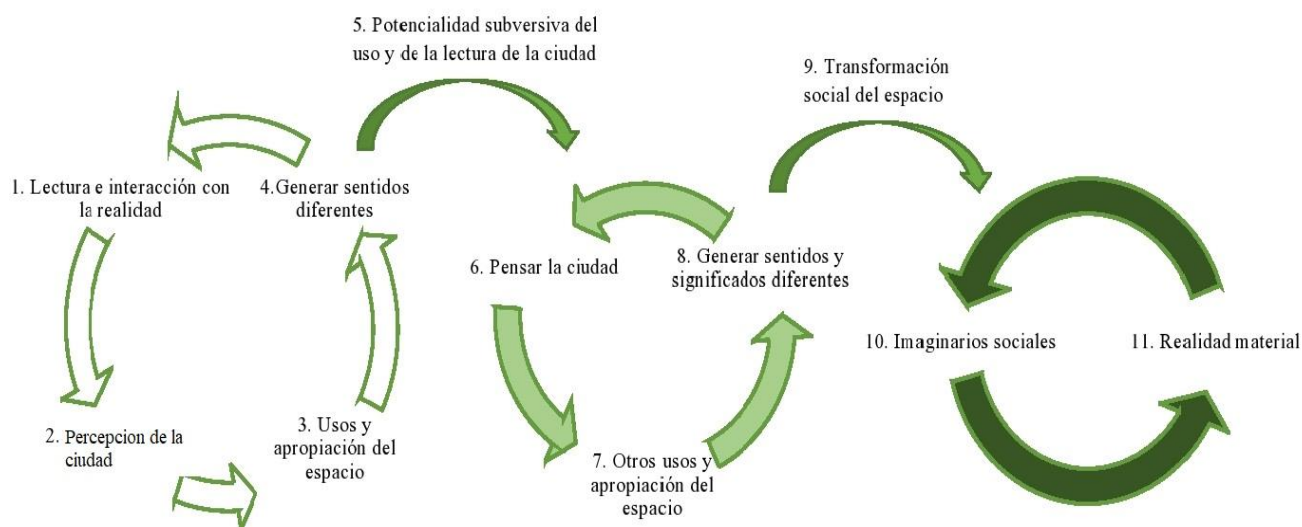 1. Lectura e interacción con
la realidad
2. Percepcion de la
ciudad
3. Usos y
apropiación del
espacio
4.Generar sentidos
diferentes
5. Potencialidad subversiva del
uso y de la lectura de la ciudad
6. Pensar la ciudad
7. Otros usos y
apropiación del
espacio
8. Generar sentidos y
significados diferentes
9. Transformación
social del espacio
10. Imaginarios sociales
11. Realidad material